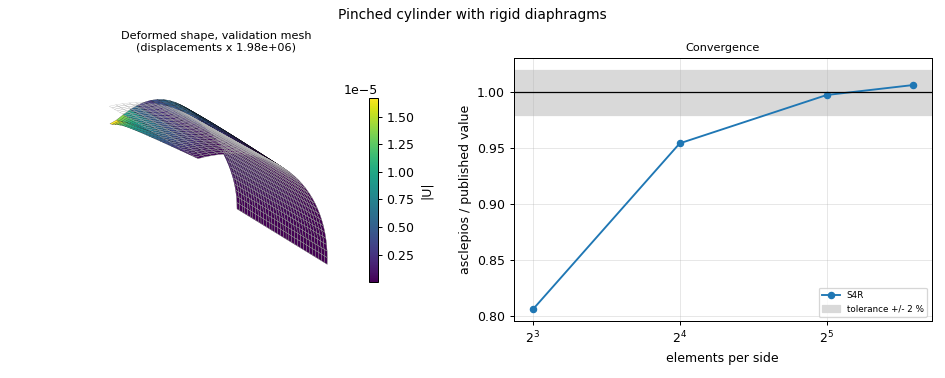 Pinched cylinder with rigid diaphragms
Deformed shape, validation mesh
(displacements x 1.98e+06)
1e−5
1.50
1.25
1.00
0.75
0.50
0.25
|u|
Convergence
1.00
0.95
0.90
0.85
0.80
asclepios / published value
S4R
tolerance +/- 2 %
2^3
2^4
2^5
elements per side